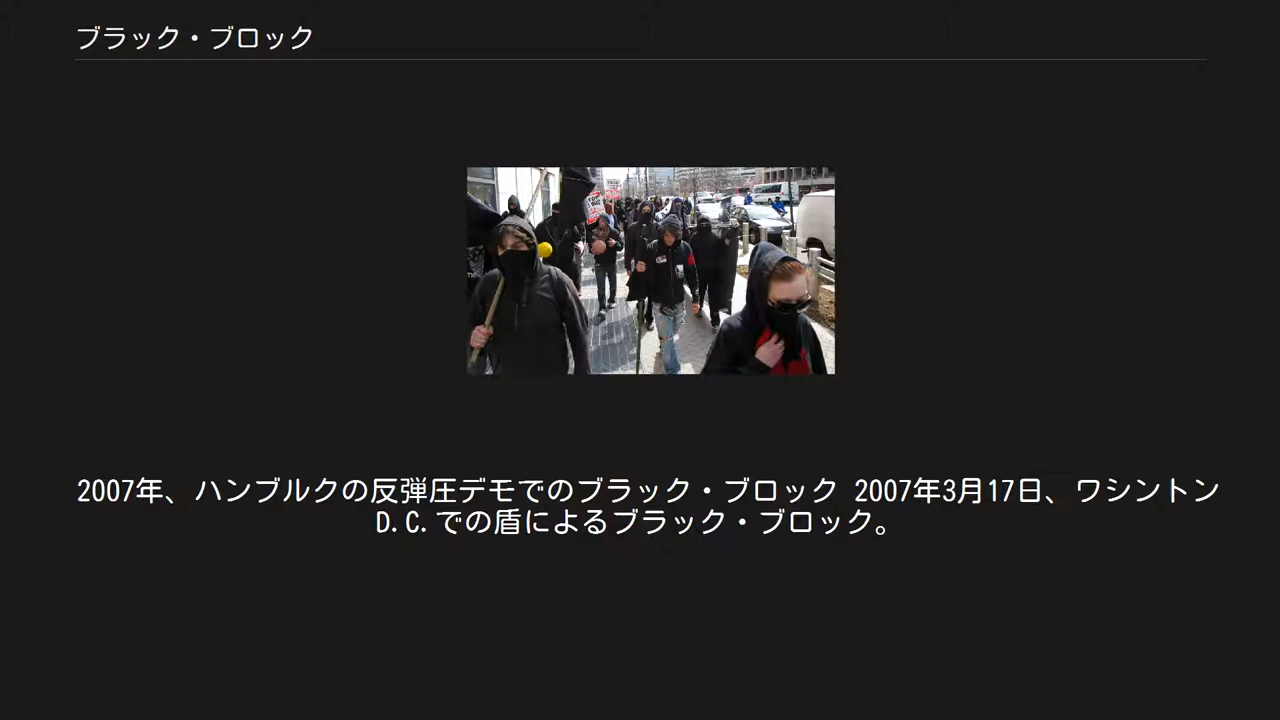 ブラック・ブロック
2007年、ハンブルクの反弾圧デモでのブラック・ブロック 2007年3月17日、ワシントン
D.C.での盾によるブラック・ブロック。